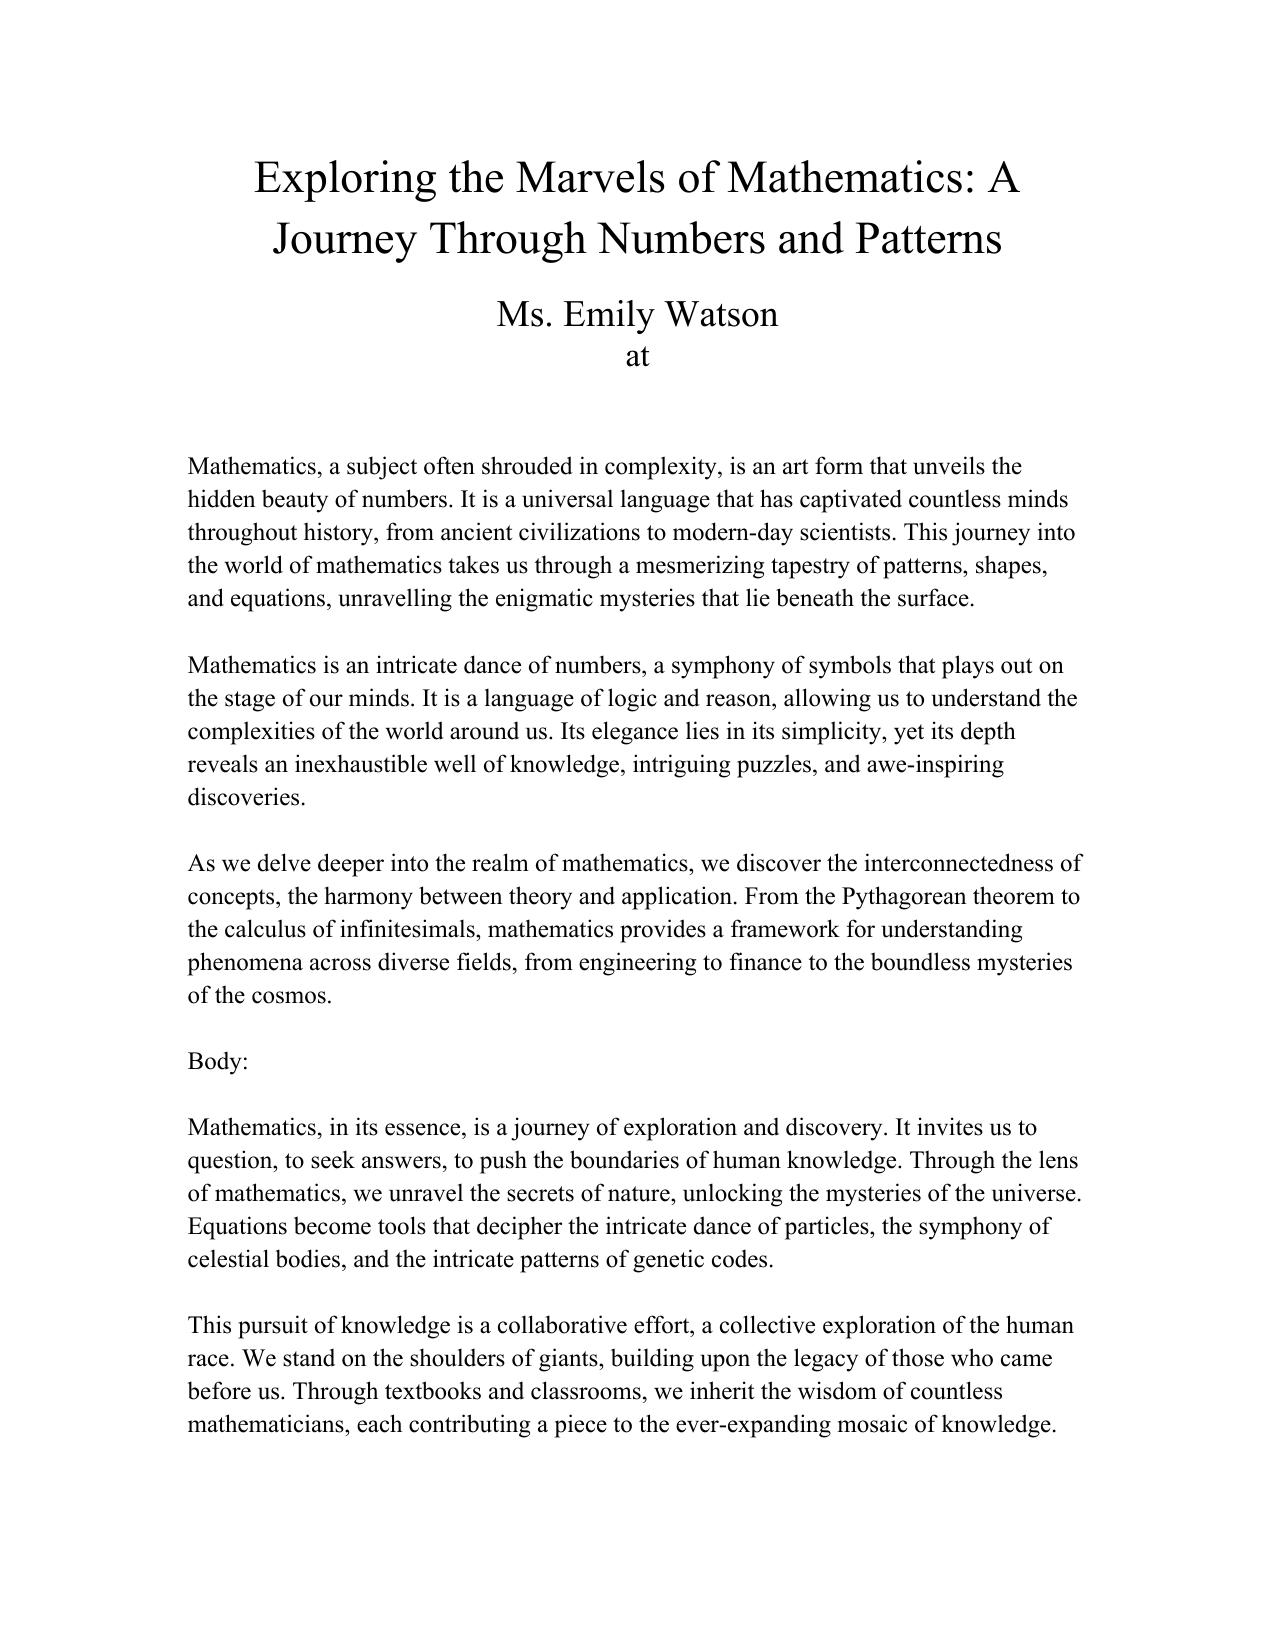 Exploring the Marvels of Mathematics: A
Journey Through Numbers and Patterns
Ms. Emily Watson
at
Mathematics, a subject often shrouded in complexity, is an art form that unveils the
hidden beauty of numbers. It is a universal language that has captivated countless minds
throughout history, from ancient civilizations to modern-day scientists. This journey into
the world of mathematics takes us through a mesmerizing tapestry of patterns, shapes,
and equations, unravelling the enigmatic mysteries that lie beneath the surface.
Mathematics is an intricate dance of numbers, a symphony of symbols that plays out on
the stage of our minds. It is a language of logic and reason, allowing us to understand the
complexities of the world around us. Its elegance lies in its simplicity, yet its depth
reveals an inexhaustible well of knowledge, intriguing puzzles, and awe-inspiring
discoveries.
As we delve deeper into the realm of mathematics, we discover the interconnectedness of
concepts, the harmony between theory and application. From the Pythagorean theorem to
the calculus of infinitesimals, mathematics provides a framework for understanding
phenomena across diverse fields, from engineering to finance to the boundless mysteries
of the cosmos.
Body:
Mathematics, in its essence, is a journey of exploration and discovery. It invites us to
question, to seek answers, to push the boundaries of human knowledge. Through the lens
of mathematics, we unravel the secrets of nature, unlocking the mysteries of the universe.
Equations become tools that decipher the intricate dance of particles, the symphony of
celestial bodies, and the intricate patterns of genetic codes.
This pursuit of knowledge is a collaborative effort, a collective exploration of the human
race. We stand on the shoulders of giants, building upon the legacy of those who came
before us. Through textbooks and classrooms, we inherit the wisdom of countless
mathematicians, each contributing a piece to the ever-expanding mosaic of knowledge.